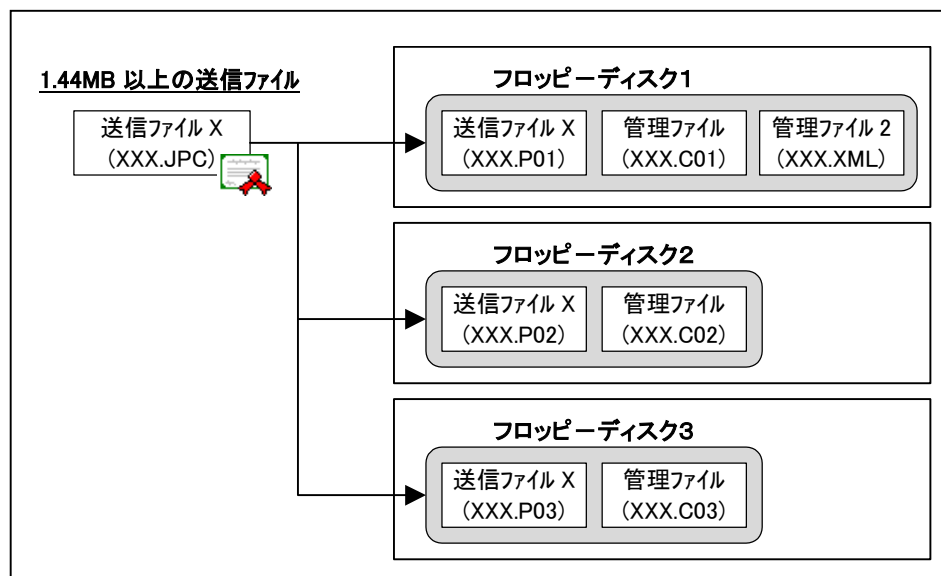 1.44MB 以上の送信ファイル
送信ファイル X
(XXX.JPC)
フロッピーディスク1
送信ファイル X
(XXX.P01)
管理ファイル
(XXX.C01)
管理ファイル 2
(XXX.XML)
フロッピーディスク2
送信ファイル X
(XXX.P02)
管理ファイル
(XXX.C02)
フロッピーディスク3
送信ファイル X
(XXX.P03)
管理ファイル
(XXX.C03)